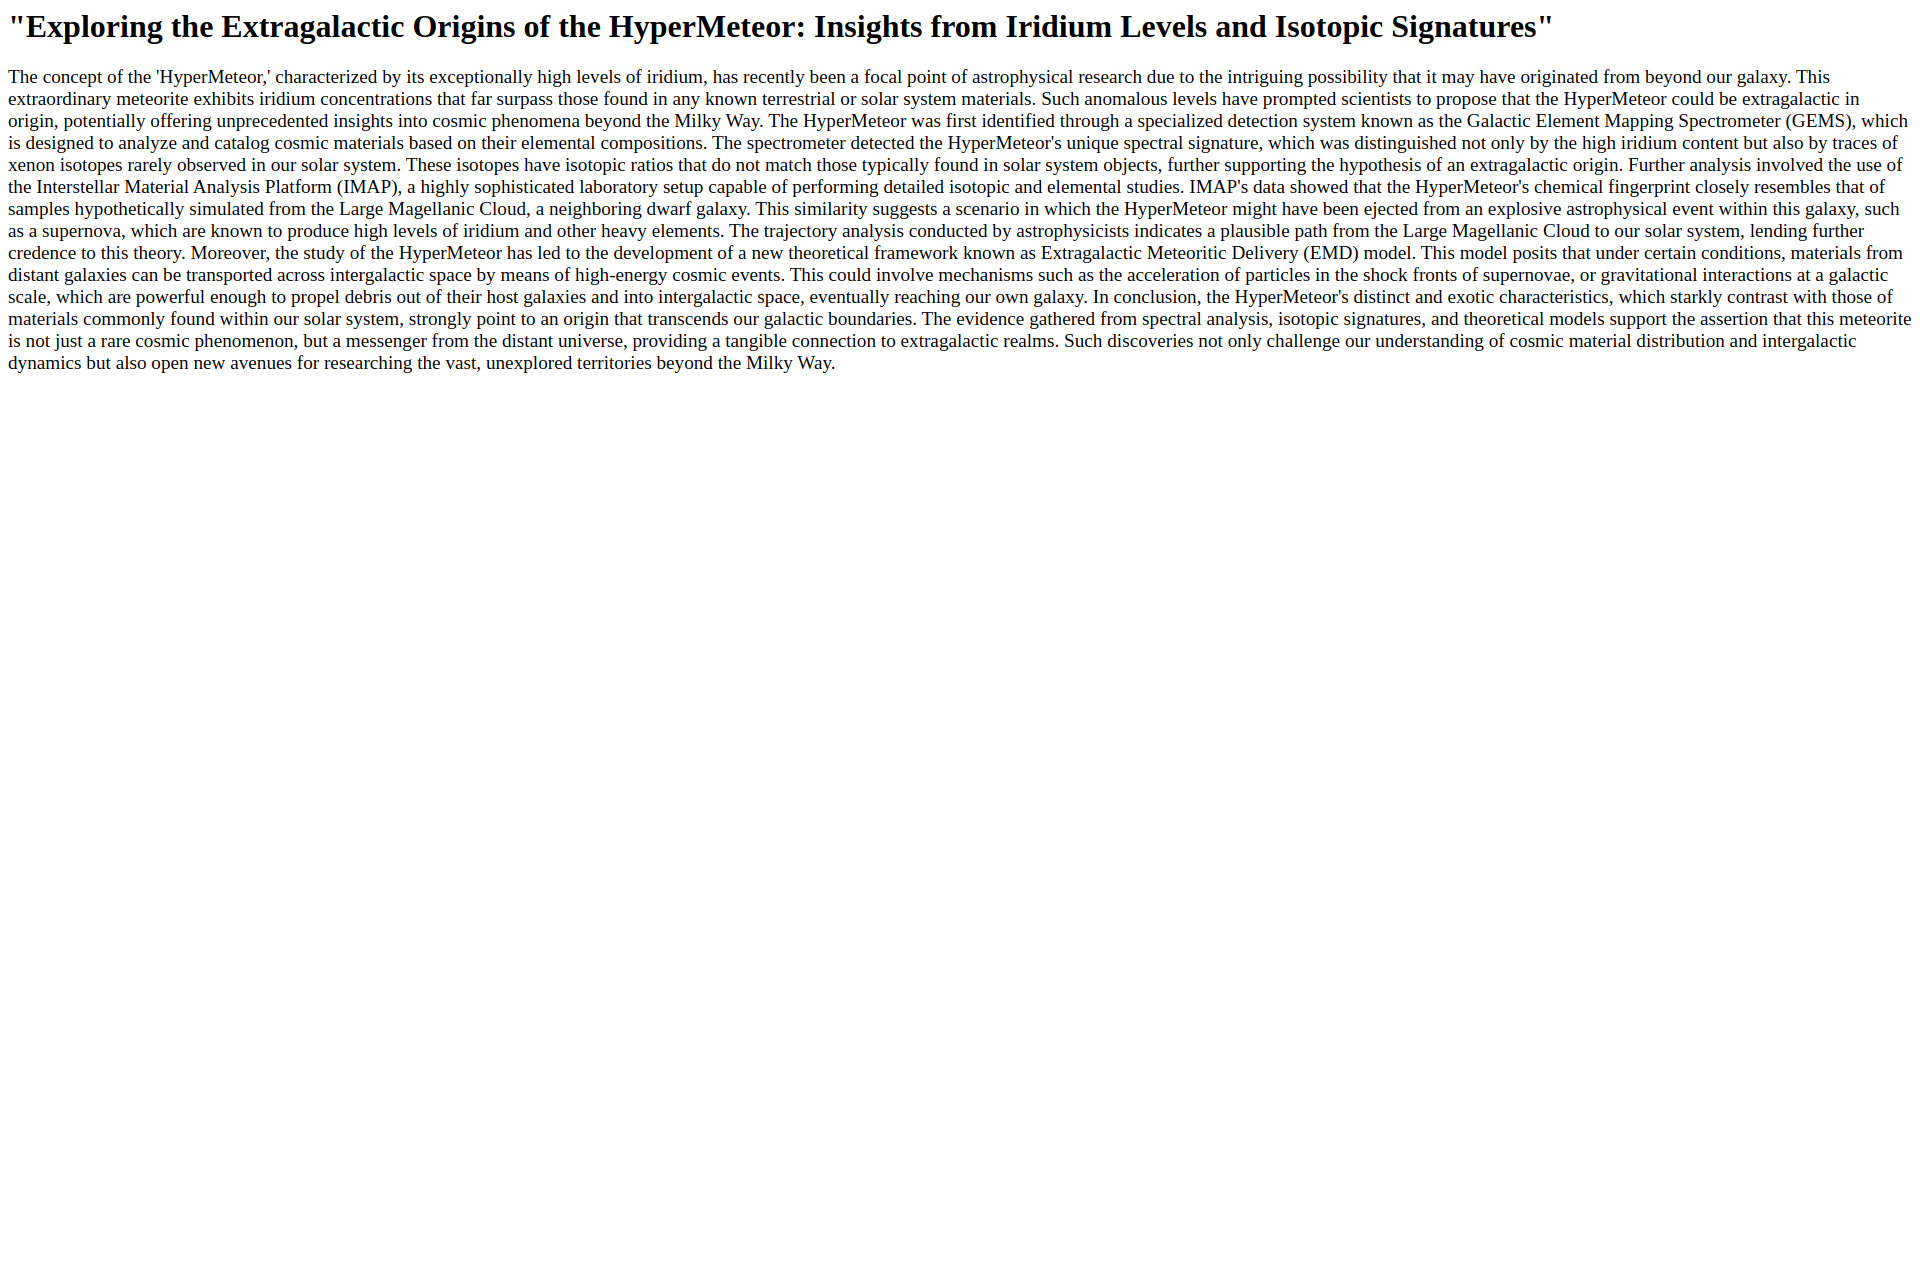 "Exploring the Extragalactic Origins of the HyperMeteor: Insights from Iridium Levels and Isotopic Signatures"
The concept of the 'HyperMeteor,' characterized by its exceptionally high levels of iridium, has recently been a focal point of astrophysical research due to the intriguing possibility that it may have originated from beyond our galaxy. This
extraordinary meteorite exhibits iridium concentrations that far surpass those found in any known terrestrial or solar system materials. Such anomalous levels have prompted scientists to propose that the HyperMeteor could be extragalactic in
origin, potentially offering unprecedented insights into cosmic phenomena beyond the Milky Way. The HyperMeteor was first identified through a specialized detection system known as the Galactic Element Mapping Spectrometer (GEMS), which
is designed to analyze and catalog cosmic materials based on their elemental compositions. The spectrometer detected the HyperMeteor's unique spectral signature, which was distinguished not only by the high iridium content but also by traces of
xenon isotopes rarely observed in our solar system. These isotopes have isotopic ratios that do not match those typically found in solar system objects, further supporting the hypothesis of an extragalactic origin. Further analysis involved the use of
the Interstellar Material Analysis Platform (IMAP), a highly sophisticated laboratory setup capable of performing detailed isotopic and elemental studies. IMAP's data showed that the HyperMeteor's chemical fingerprint closely resembles that of
samples hypothetically simulated from the Large Magellanic Cloud, a neighboring dwarf galaxy. This similarity suggests a scenario in which the HyperMeteor might have been ejected from an explosive astrophysical event within this galaxy, such
as a supernova, which are known to produce high levels of iridium and other heavy elements. The trajectory analysis conducted by astrophysicists indicates a plausible path from the Large Magellanic Cloud to our solar system, lending further
credence to this theory. Moreover, the study of the HyperMeteor has led to the development of a new theoretical framework known as Extragalactic Meteoritic Delivery (EMD) model. This model posits that under certain conditions, materials from
distant galaxies can be transported across intergalactic space by means of high-energy cosmic events. This could involve mechanisms such as the acceleration of particles in the shock fronts of supernovae, or gravitational interactions at a galactic
scale, which are powerful enough to propel debris out of their host galaxies and into intergalactic space, eventually reaching our own galaxy. In conclusion, the HyperMeteor's distinct and exotic characteristics, which starkly contrast with those of
materials commonly found within our solar system, strongly point to an origin that transcends our galactic boundaries. The evidence gathered from spectral analysis, isotopic signatures, and theoretical models support the assertion that this meteorite
is not just a rare cosmic phenomenon, but a messenger from the distant universe, providing a tangible connection to extragalactic realms. Such discoveries not only challenge our understanding of cosmic material distribution and intergalactic
dynamics but also open new avenues for researching the vast, unexplored territories beyond the Milky Way.